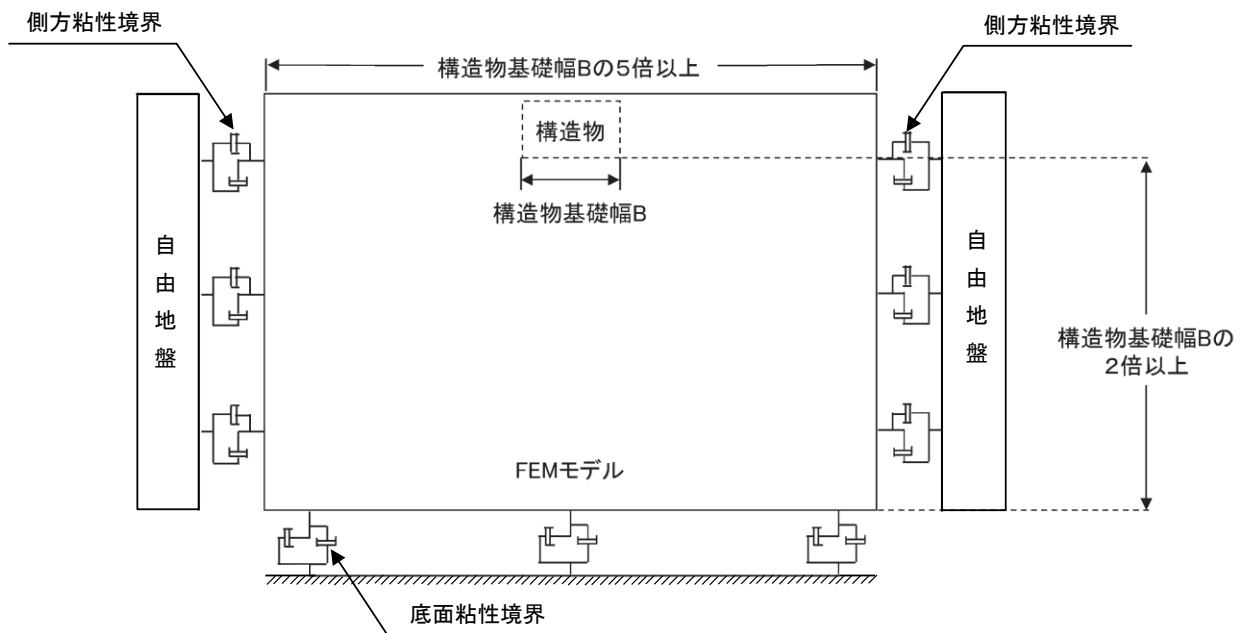 側方粘性境界
側方粘性境界
構造物基礎幅Bの5倍以上
構造物
構造物基礎幅B
自由地盤
自由地盤
構造物基礎幅Bの
2倍以上
FEMモデル
底面粘性境界